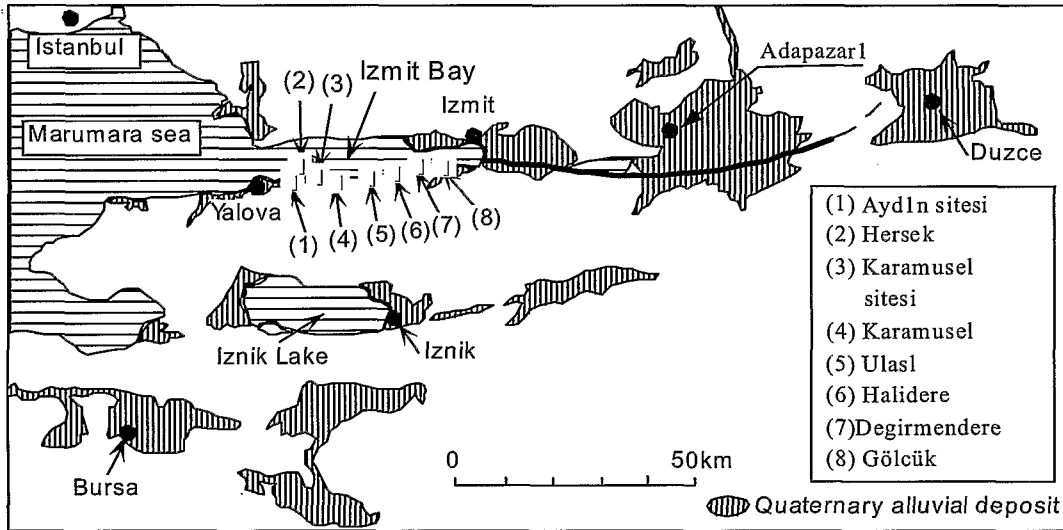 Istanbul
(2) (3)
Izmit Bay
Izmit
Adapazar1
Marumara sea
Duzce
Yalova
(1) (4) (5) (6) (7) (8)
Iznik Lake
Iznik
Bursa
0 50km
(1) Ayd1n sitesi
(2) Hersek
(3) Karamusel
sitesi
(4) Karamusel
(5) Ulasl
(6) Halidere
(7)Degirmendere
(8) Gölcük
Quaternary alluvial deposit